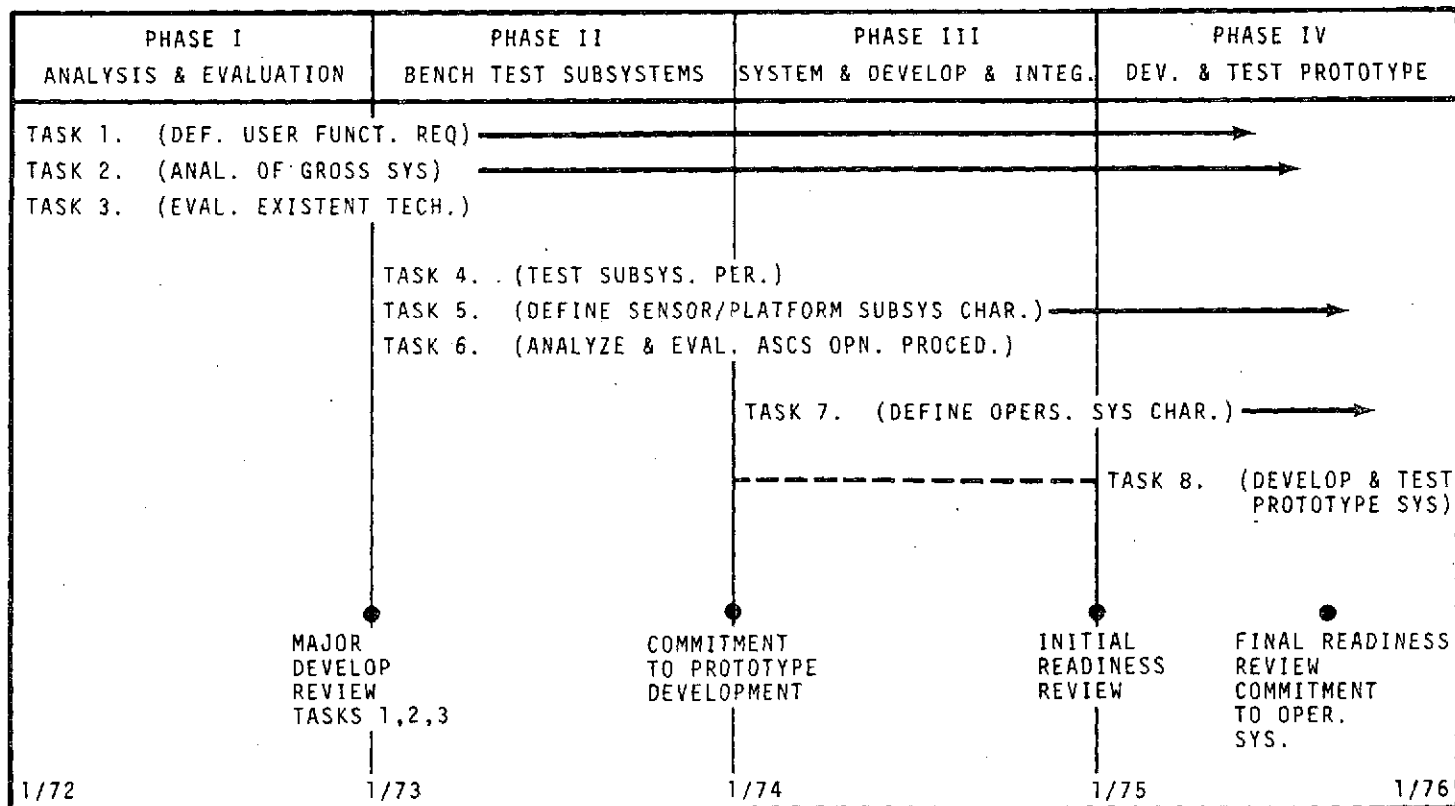 PHASE I
ANALYSIS & EVALUATION
PHASE II
BENCH TEST SUBSYSTEMS
PHASE III
SYSTEM & DEVELOP & INTEG.
PHASE IV
DEV. & TEST PROTOTYPE
TASK 1. (DEF. USER FUNCT. REQ)
TASK 2. (ANAL. OF GROSS SYS)
TASK 3. (EVAL. EXISTENT TECH.)
TASK 4. (TEST SUBSYS. PER.)
TASK 5. (DEFINE SENSOR/PLATFORM SUBSYS CHAR.)
TASK 6. (ANALYZE & EVAL. ASCS OPN. PROCED.)
TASK 7. (DEFINE OPERS. SYS CHAR.)
TASK 8. (DEVELOP & TEST
PROTOTYPE SYS)
MAJOR
DEVELOP
REVIEW
TASKS 1,2,3
COMMITMENT
TO PROTOTYPE
DEVELOPMENT
INITIAL
READINESS
REVIEW
FINAL READINESS
REVIEW
COMMITMENT
TO OPER.
SYS.
1/72 1/73 1/74 1/75 1/76